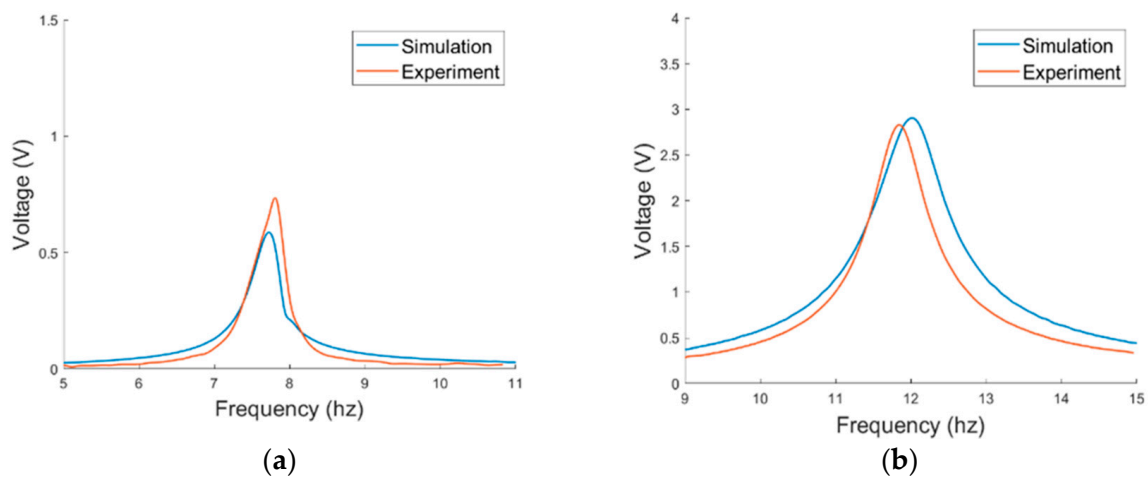 1.5
Simulation
Experiment
1
Voltage (V)
0.5
0
5 6 7 8 9 10 11
Frequency (hz)
(a)
4
Simulation
3.5
Experiment
3
2.5
Voltage (V)
2
1.5
1
0.5
0
9 10 11 12 13 14 15
Frequency (hz)
(b)